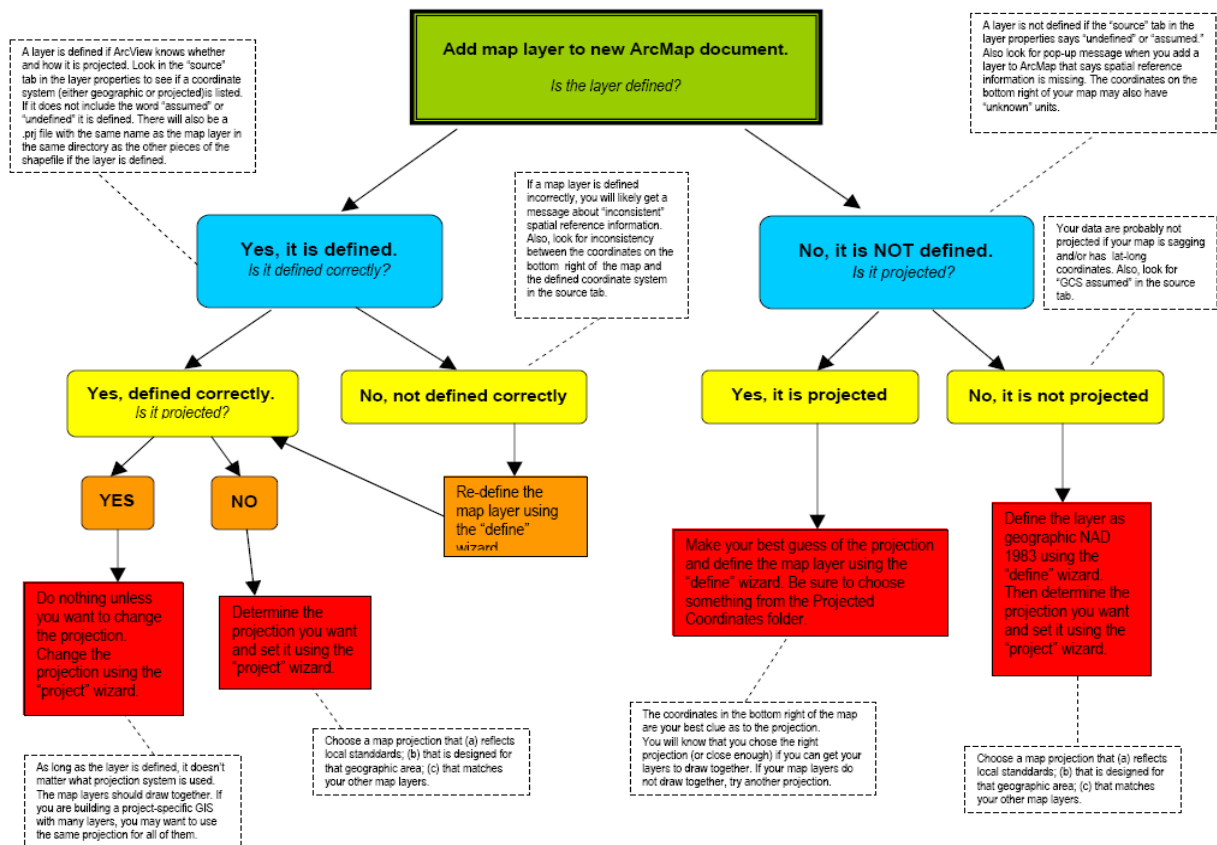 Add map layer to new ArcMap document.
Is the layer defined?
A layer is defined if ArcView knows whether
and how it is projected. Look in the “source”
tab in the layer properties to see if a coordinate
system (either geographic or projected)is listed.
If it does not include the word “assumed” or
“undefined” it is defined. There will also be a
.prj file with the same name as the map layer in
the same directory as the other pieces of the
shapefile if the layer is defined.
A layer is not defined if the “source” tab in the
layer properties says “undefined” or “assumed.”
Also look for pop-up message when you add a
layer to ArcMap that says spatial reference
information is missing. The coordinates on the
bottom right of your map may also have
“unknown” units.
If a map layer is defined
incorrectly, you will likely get a
message about “inconsistent”
spatial reference information.
Also, look for inconsistency
between the coordinates on the
bottom right of the map and
the defined coordinate system
in the source tab.
Yes, it is defined.
Is it defined correctly?
No, it is NOT defined.
Is it projected?
Your data are probably not
projected if your map is sagging
and/or has lat-long
coordinates. Also, look for
“GCS assumed” in the source
tab.
Yes, defined correctly.
Is it projected?
No, not defined correctly
Yes, it is projected
No, it is not projected
YES
NO
Re-define the
map layer using
the “define”
wizard.
Do nothing unless
you want to change
the projection.
Change the
projection using the
“project” wizard.
Determine the
projection you want
and set it using the
“project” wizard.
Make your best guess of the projection
and define the map layer using the
“define” wizard. Be sure to choose
something from the Projected
Coordinates folder.
Define the layer as
geographic NAD
1983 using the
“define” wizard.
Then determine the
projection you want
and set it using the
“project” wizard.
As long as the layer is defined, it doesn’t
matter what projection system is used.
The map layers should draw together. If
you are building a project-specific GIS
with many layers, you may want to use
the same projection for all of them.
Choose a map projection that (a) reflects
local standdards; (b) that is designed for
that geographic area; (c) that matches
your other map layers.
The coordinates in the bottom right of the map
are your best clue as to the projection.
You will know that you chose the right
projection (or close enough) if you can get your
layers to draw together. If your map layers do
not draw together, try another projection.
Choose a map projection that (a) reflects
local standdards; (b) that is designed for
that geographic area; (c) that matches
your other map layers.